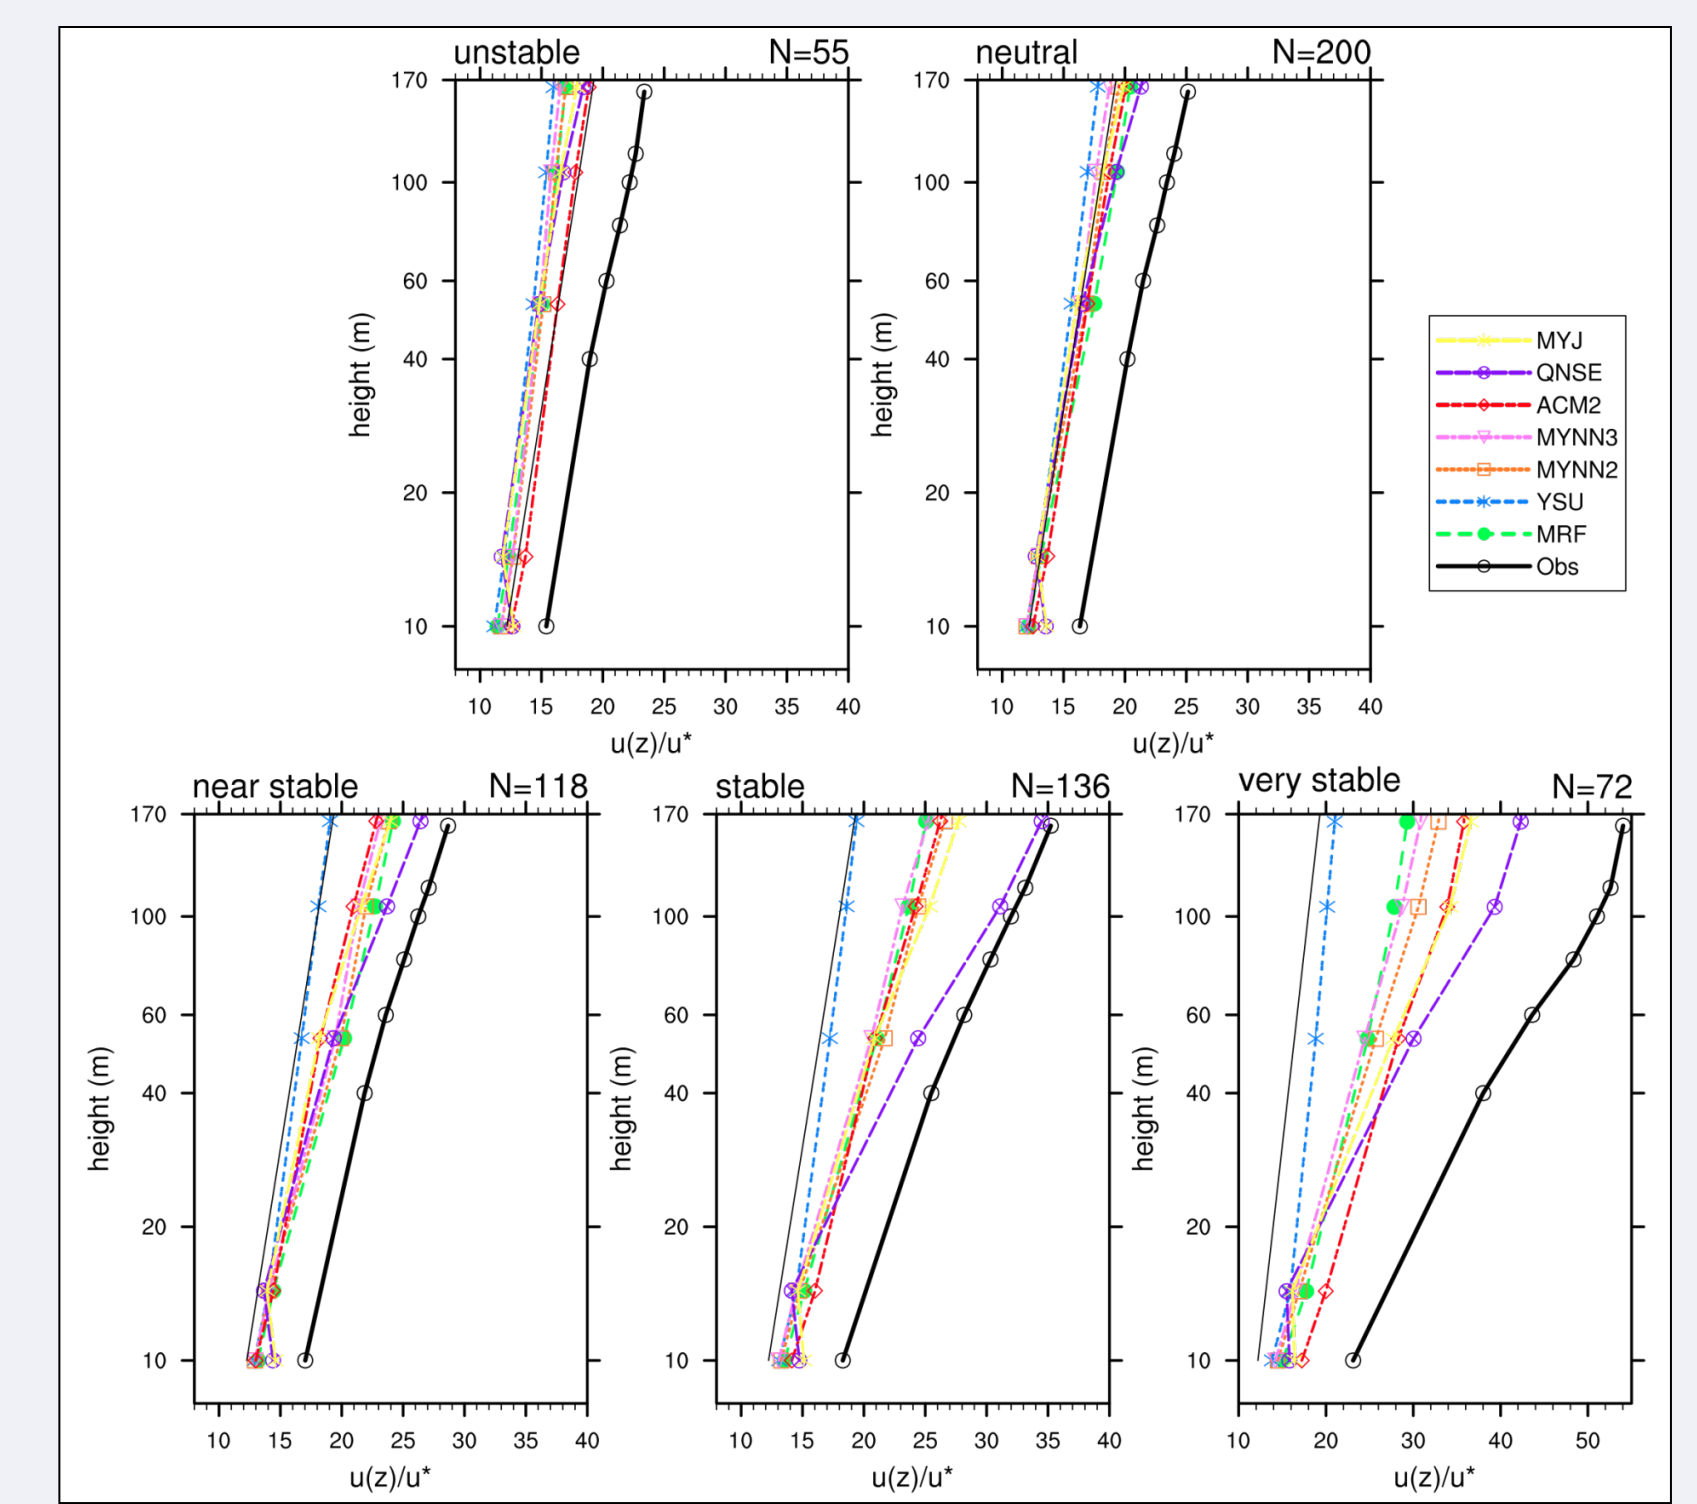 unstable N=55
neutral N=200
170
100
60
40
20
10
height (m)
10 15 20 25 30 35 40
u(z)/u*
170
100
60
40
20
10
height (m)
10 15 20 25 30 35 40
u(z)/u*
MYJ
QNSE
ACM2
MYNN3
MYNN2
YSU
MRF
Obs
near stable N=118
170
100
60
40
20
10
height (m)
10 15 20 25 30 35 40
u(z)/u*
stable N=136
170
100
60
40
20
10
height (m)
10 15 20 25 30 35 40
u(z)/u*
very stable N=72
170
100
60
40
20
10
height (m)
10 20 30 40 50
u(z)/u*